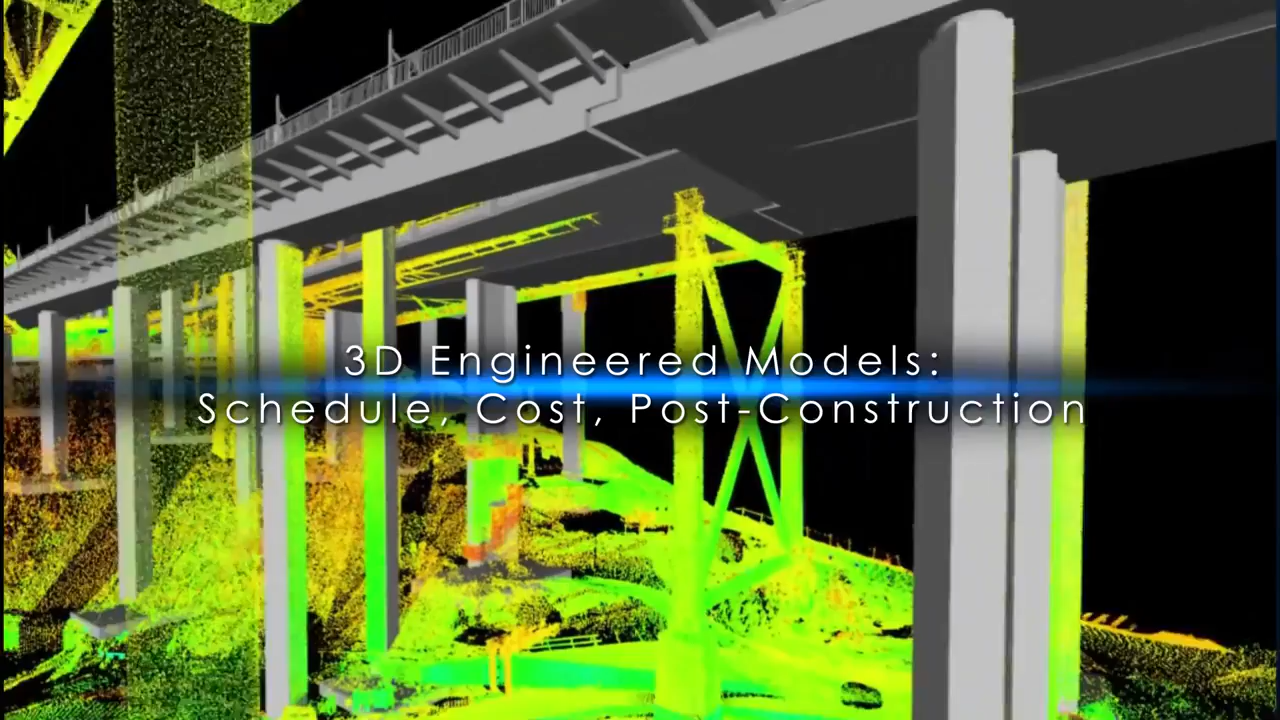 3D Engineered Models:
Schedule, Cost, Post-Construction